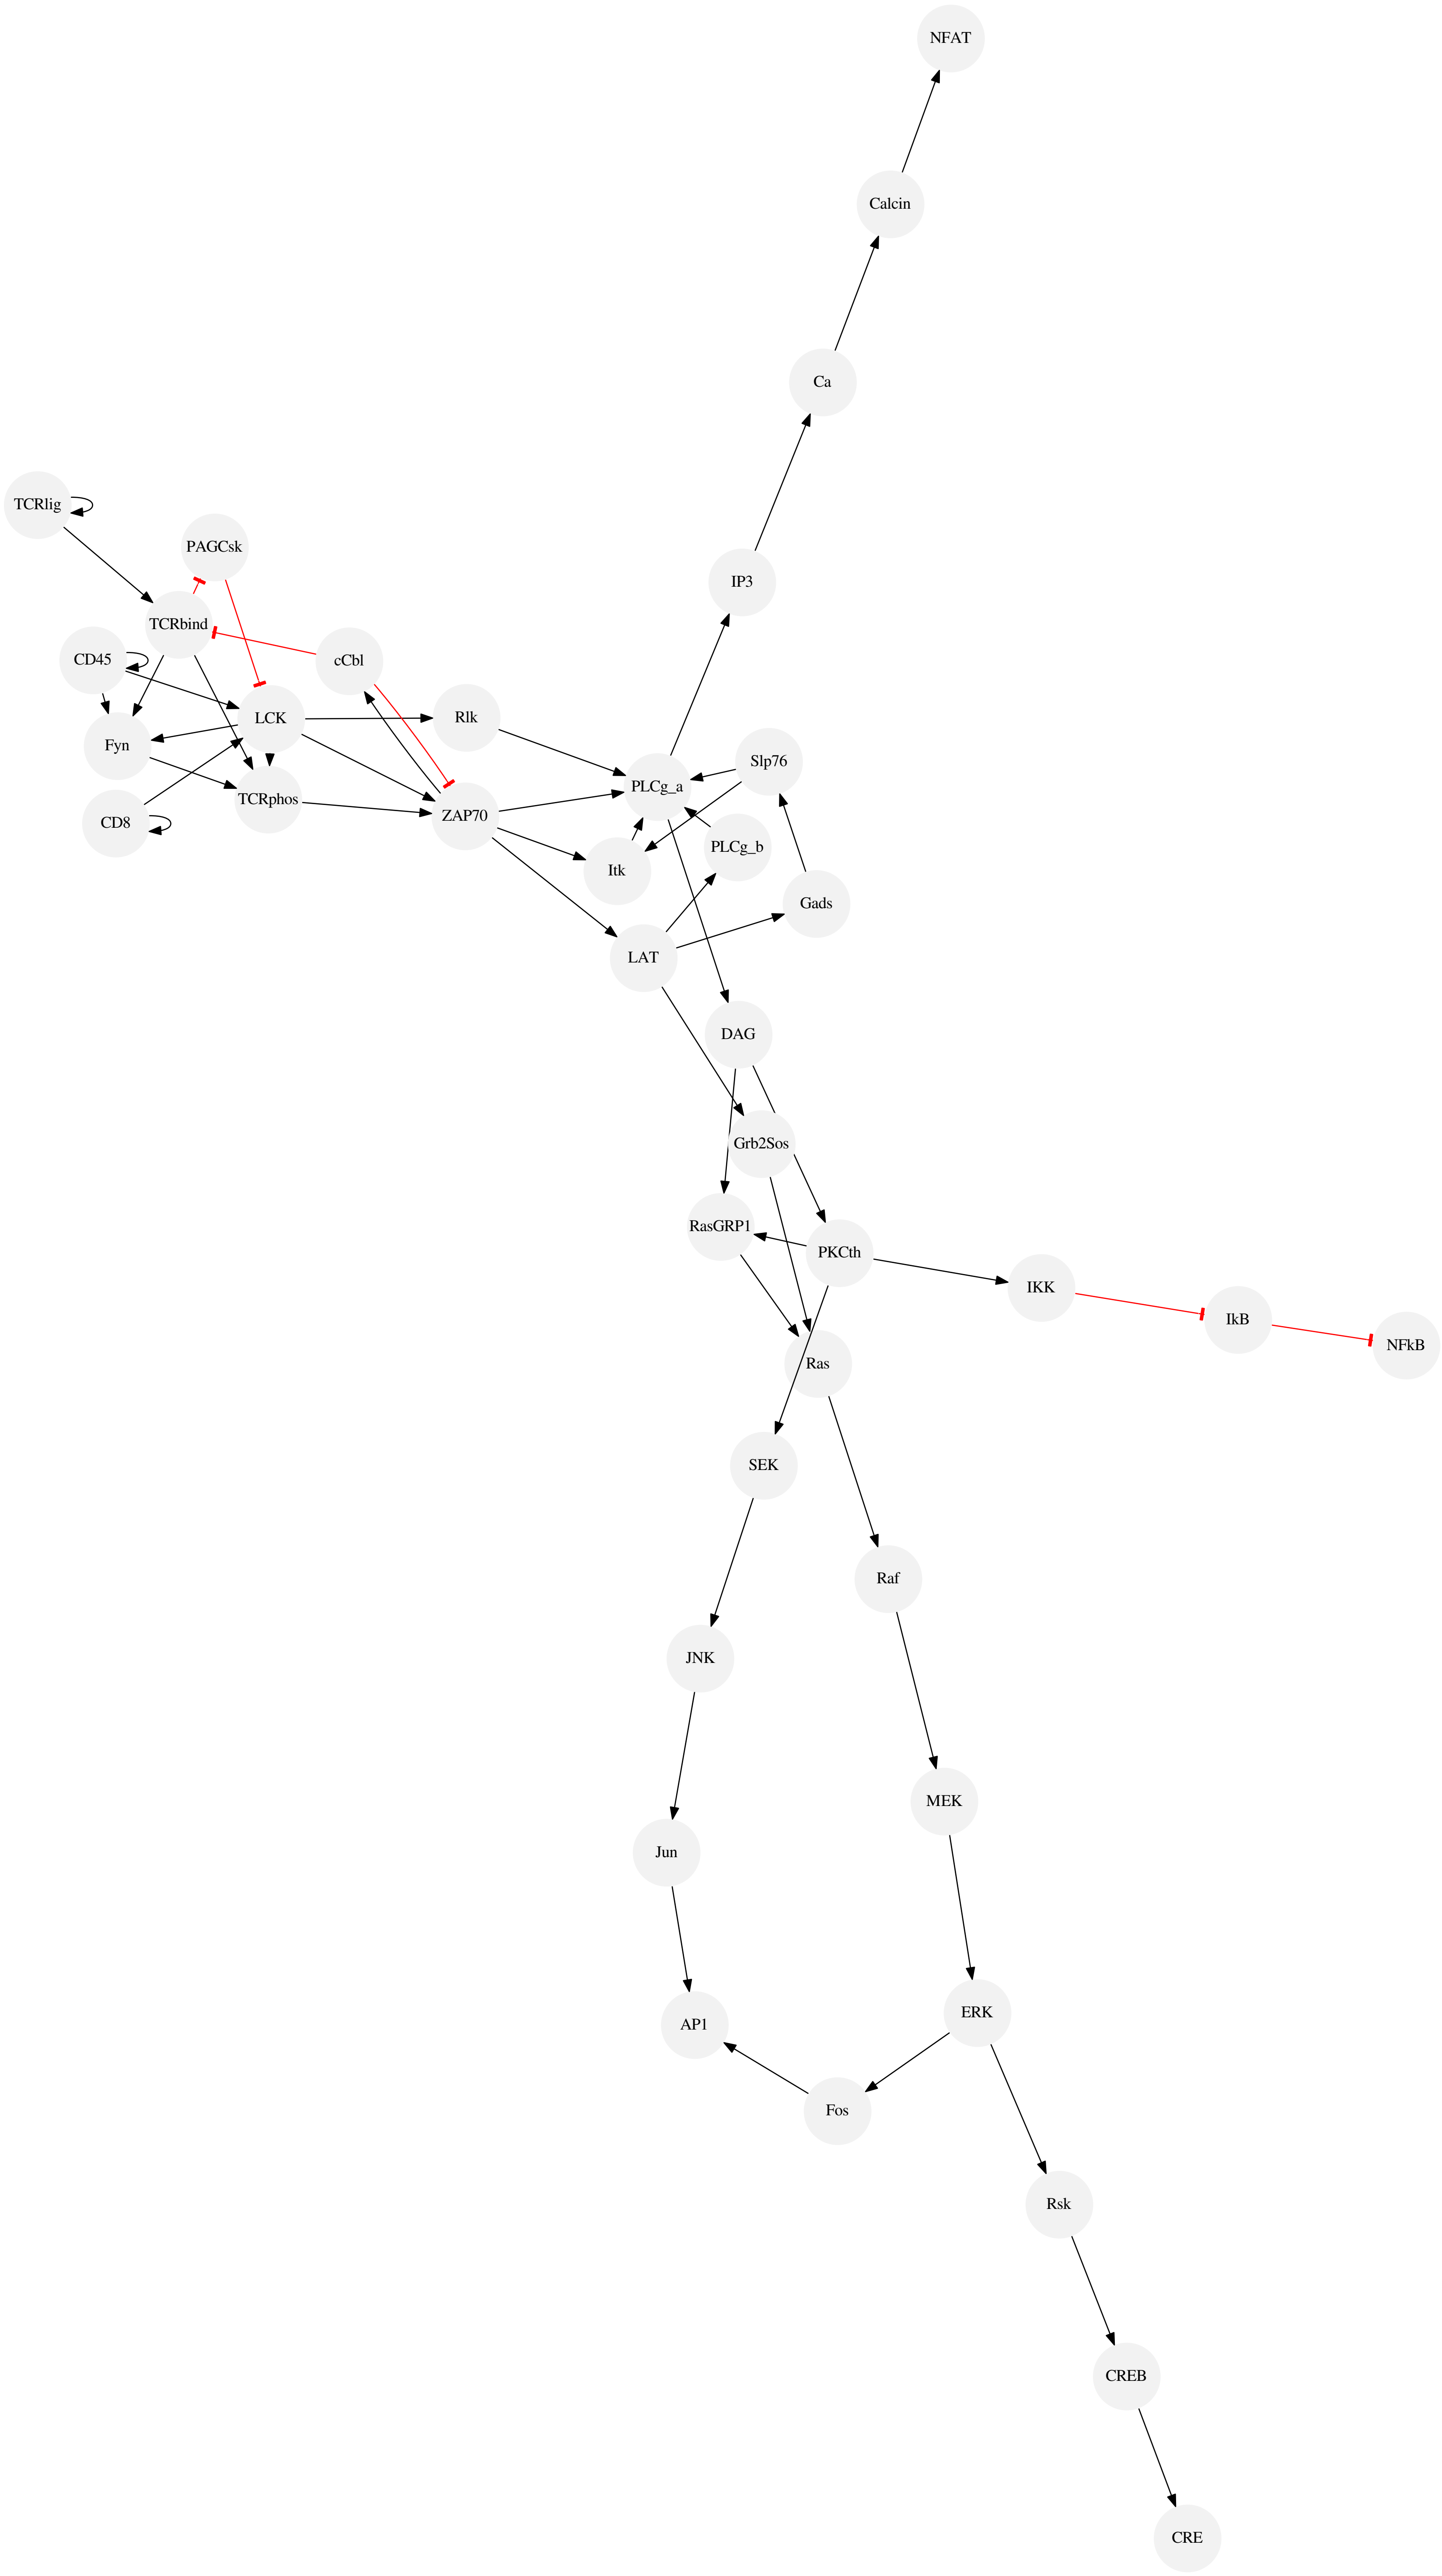 NFAT
Calcin
Ca
TCRlig
PAGCsk
IP3
TCRbind
CD45
cCbl
LCK
Rlk
Fyn
Slp76
PLCg_a
TCRphos
ZAP70
CD8
PLCg_b
Itk
Gads
LAT
DAG
Grb2Sos
RasGRP1
PKCth
IKK
IkB
NFkB
Ras
SEK
Raf
JNK
MEK
Jun
ERK
AP1
Fos
Rsk
CREB
CRE